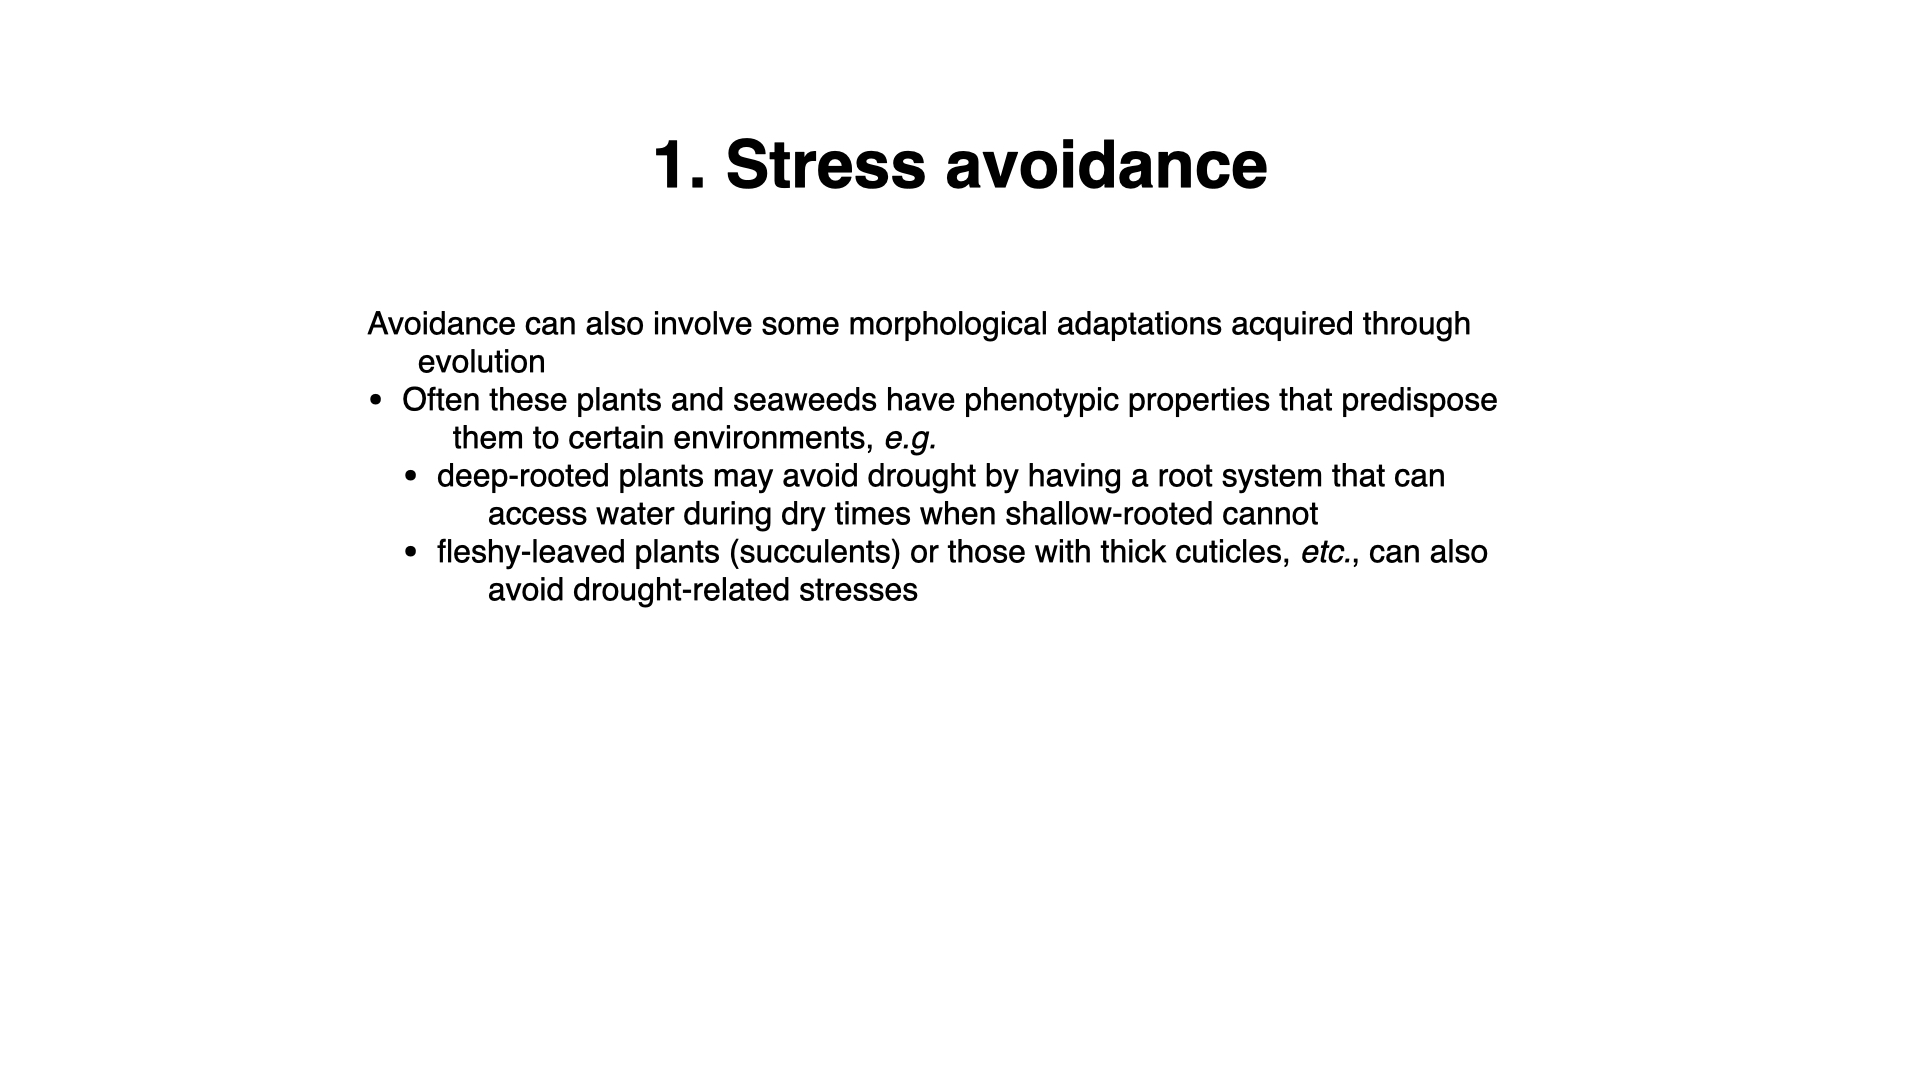 1. Stress avoidance
Avoidance can also involve some morphological adaptations acquired through
evolution
• Often these plants and seaweeds have phenotypic properties that predispose
them to certain environments, e.g.
• deep-rooted plants may avoid drought by having a root system that can
access water during dry times when shallow-rooted cannot
• fleshy-leaved plants (succulents) or those with thick cuticles, etc., can also
avoid drought-related stresses